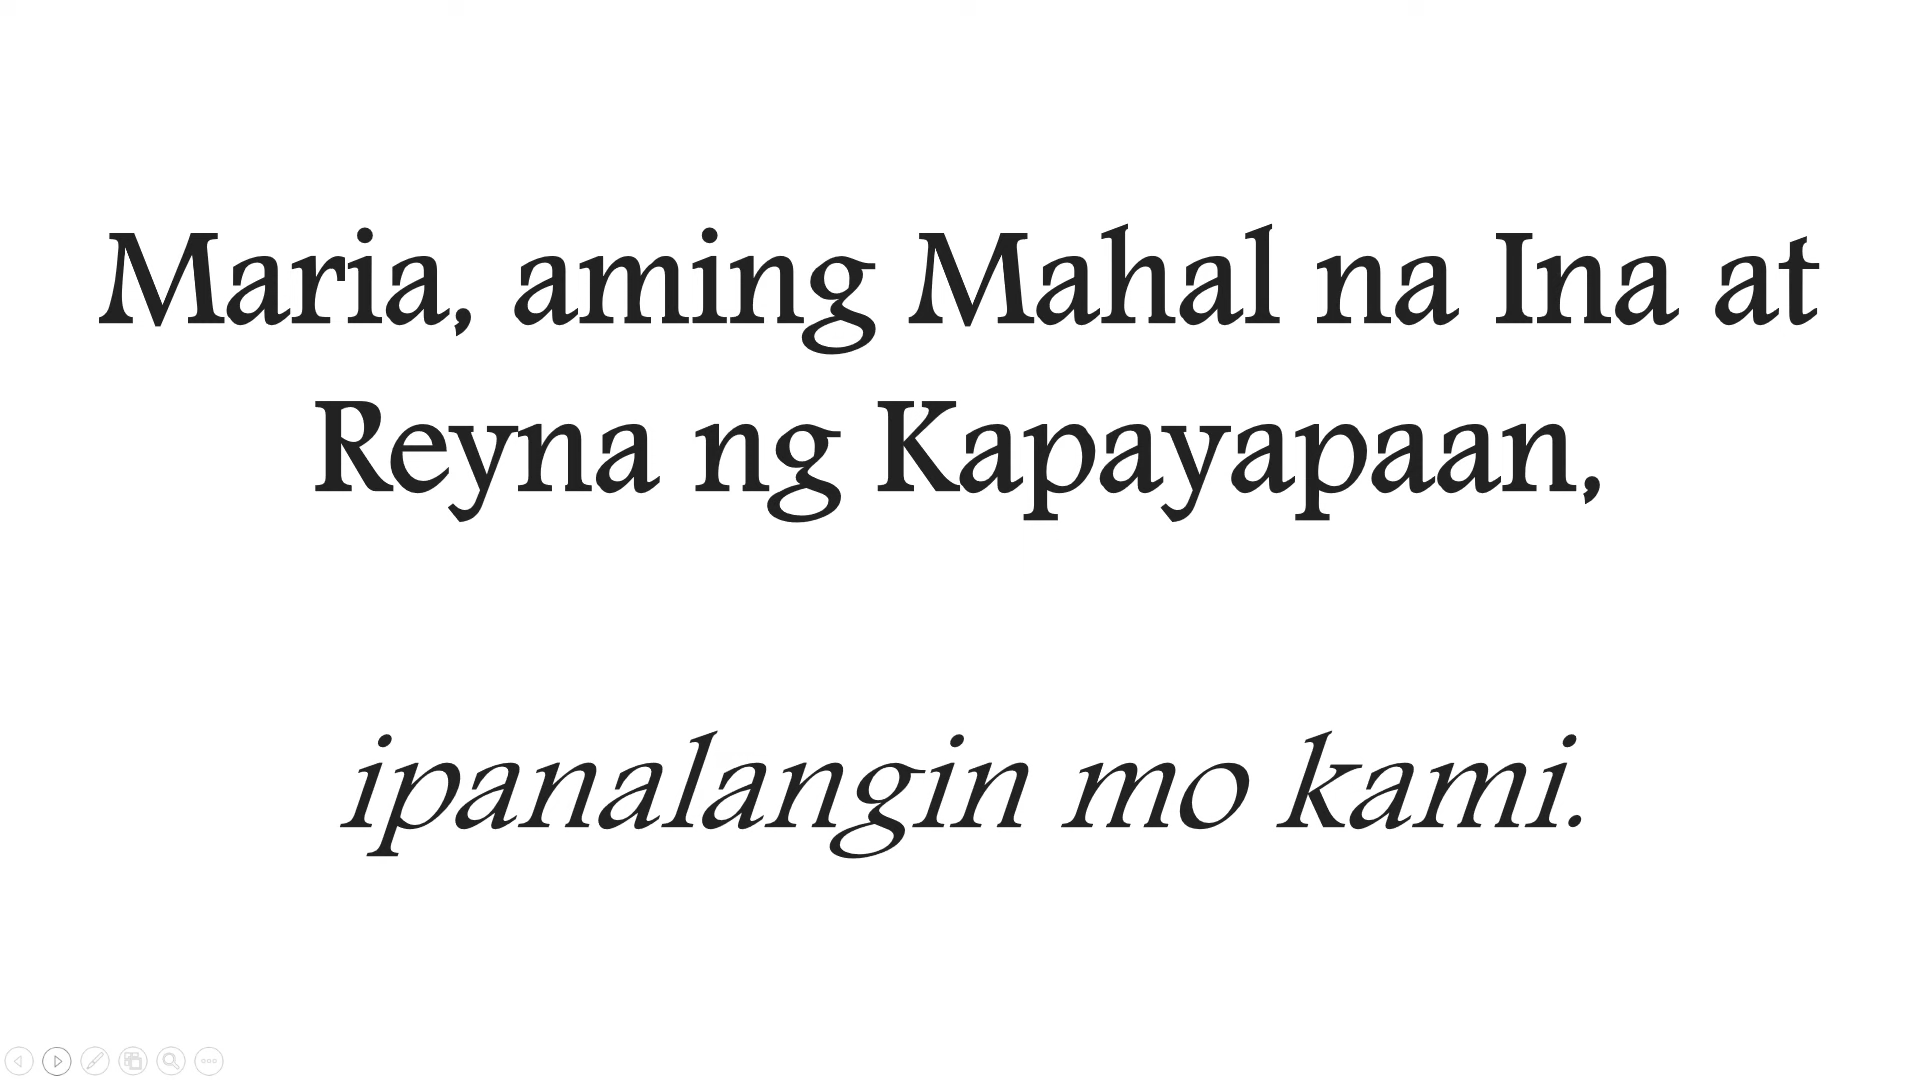 Maria, aming Mahal na Ina at
Reyna ng Kapayapaan,
ipanalangin mo kami.